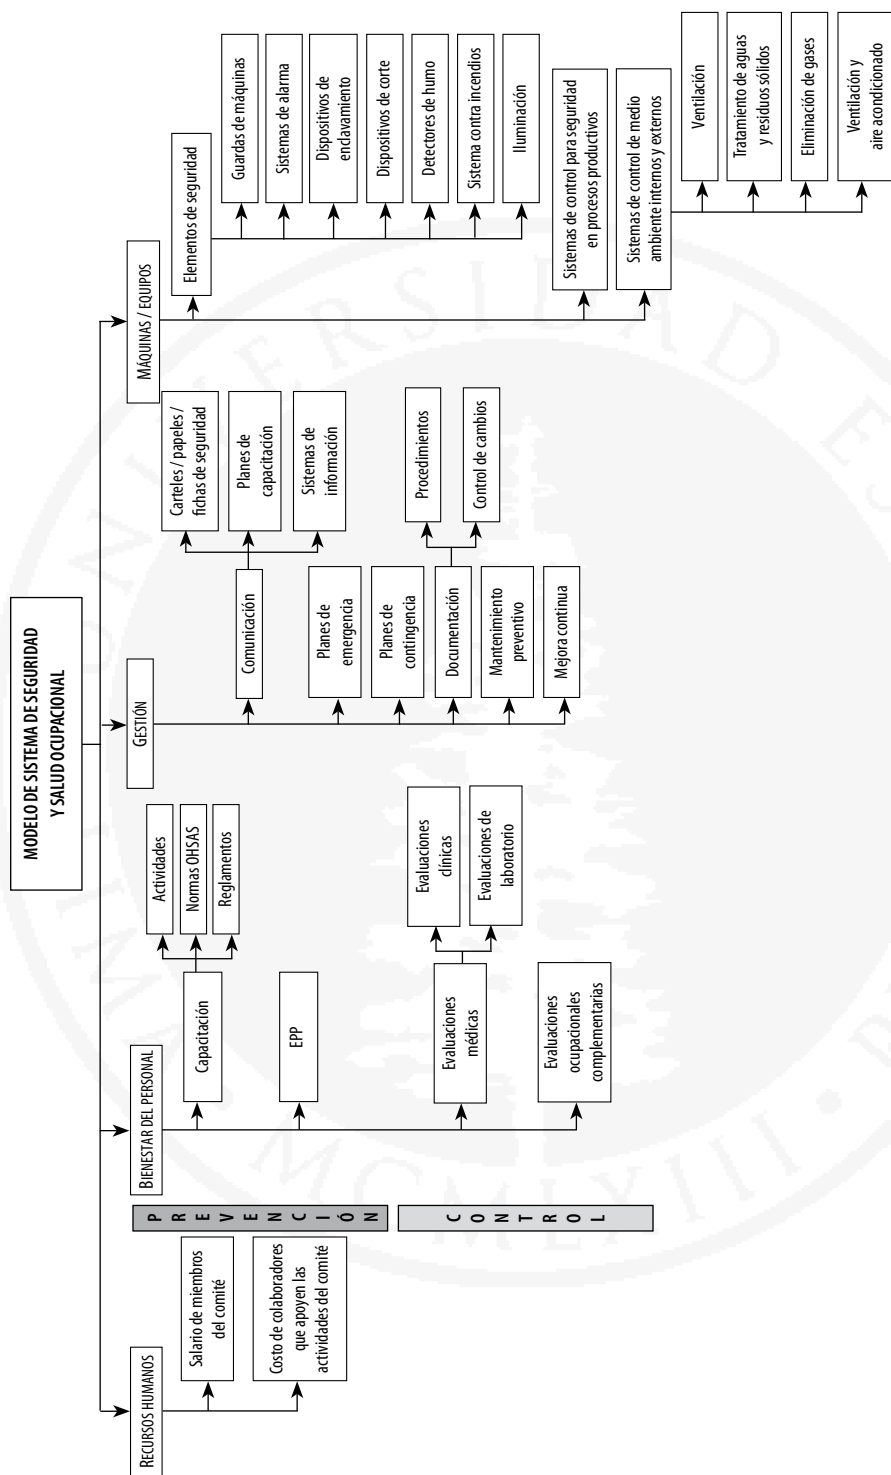 MODELO DE SISTEMA DE SEGURIDAD
Y SALUD OCUPACIONAL
RECURSOS HUMANOS
Salario de miembros
del comité
Costo de colaboradores
que apoyen las
actividades del comité
PREVENCIÓN
CONTROL
BIENESTAR DEL PERSONAL
Capacitación
Actividades
Normas OHSAS
Reglamentos
EPP
Evaluaciones
médicas
Evaluaciones
clínicas
Evaluaciones de
laboratorio
Evaluaciones
ocupacionales
complementarias
GESTIÓN
Comunicación
Carteles / papeles /
fichas de seguridad
Planes de
capacitación
Sistemas de
información
Planes de
emergencia
Planes de
contingencia
Documentación
Procedimientos
Control de cambios
Mantenimiento
preventivo
Mejora continua
MÁQUINAS / EQUIPOS
Elementos de seguridad
Guardas de máquinas
Sistemas de alarma
Dispositivos de
enclavamiento
Dispositivos de corte
Detectores de humo
Sistema contra incendios
Iluminación
Sistemas de control para seguridad
en procesos productivos
Sistemas de control de medio
ambiente internos y externos
Ventilación
Tratamiento de aguas
y residuos sólidos
Eliminación de gases
Ventilación y
aire acondicionado
MCMLXIII